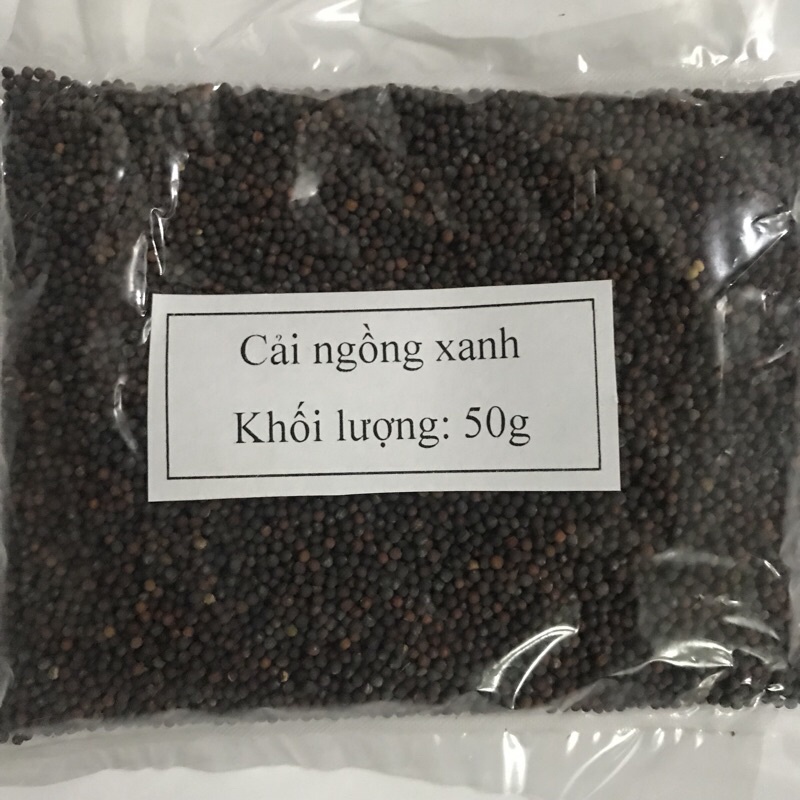 Cải ngồng xanh
Khối lượng: 50g